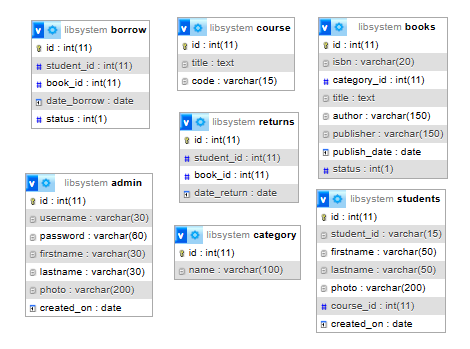 libsystem borrow
id : int(11)
student_id : int(11)
book_id : int(11)
date_borrow : date
status : int(1)
libsystem course
id : int(11)
title : text
code : varchar(15)
libsystem books
id : int(11)
isbn : varchar(20)
category_id : int(11)
title : text
author : varchar(150)
publisher : varchar(150)
publish_date : date
status : int(1)
libsystem returns
id : int(11)
student_id : int(11)
book_id : int(11)
date_return : date
libsystem admin
id : int(11)
username : varchar(30)
password : varchar(60)
firstname : varchar(30)
lastname : varchar(30)
photo : varchar(200)
created_on : date
libsystem category
id : int(11)
name : varchar(100)
libsystem students
id : int(11)
student_id : varchar(15)
firstname : varchar(50)
lastname : varchar(50)
photo : varchar(200)
course_id : int(11)
created_on : date